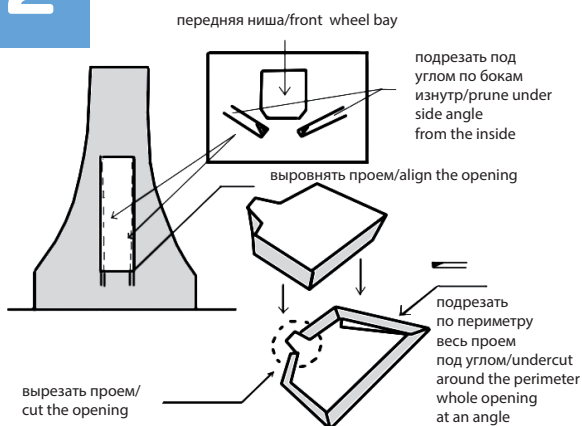 2
передняя ниша/front wheel bay
подрезать под
углом по бокам
изнутр/prune under
side angle
from the inside
выровнять проем/align the opening
подрезать
по периметру
весь проем
под углом/undercut
around the perimeter
whole opening
at an angle
вырезать проем/
cut the opening